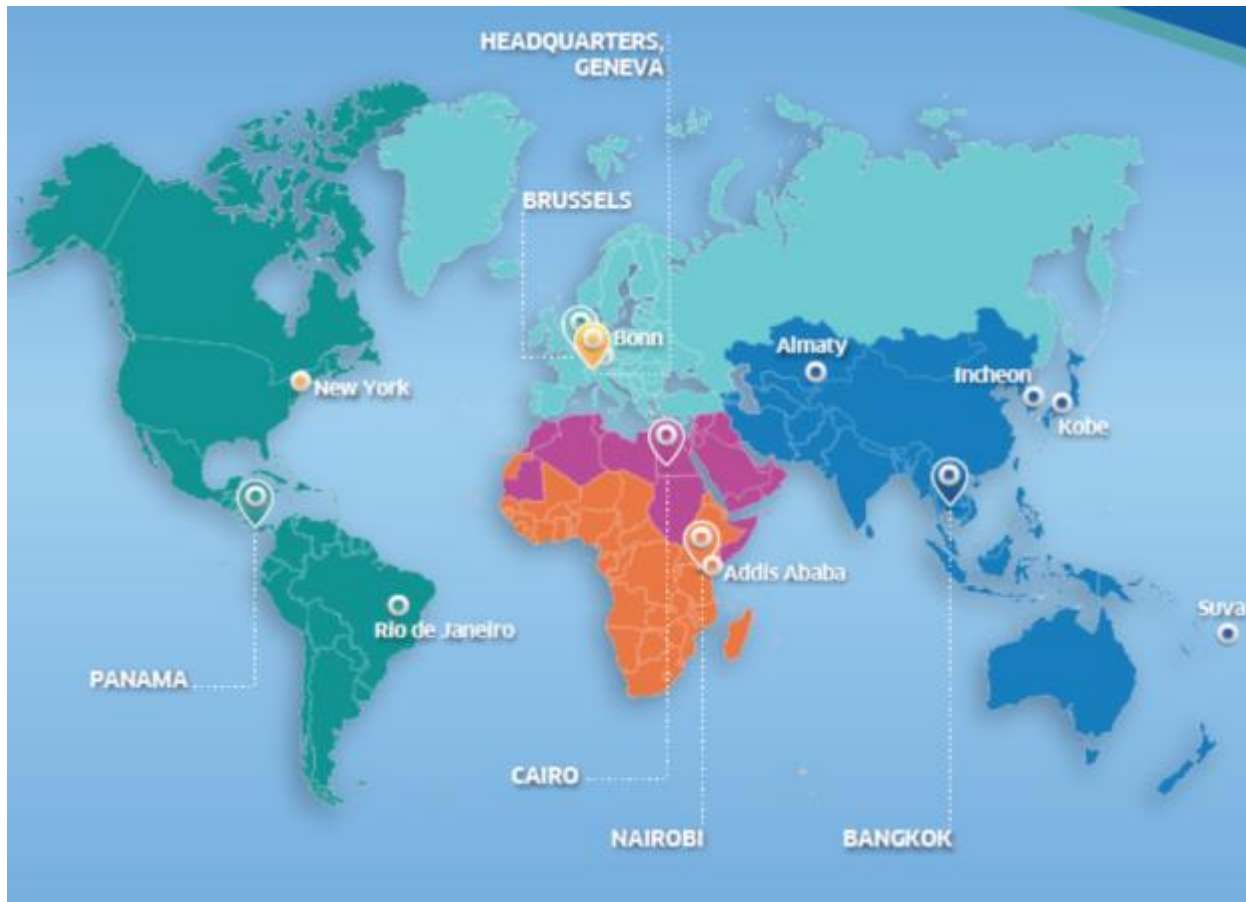 HEADQUARTERS,
GENEVA
BRUSSELS
Bonn
Almaty
Incheon
Kobe
New York
Addis Ababa
Suva
Rio de Janeiro
PANAMA
CAIRO
NAIROBI
BANGKOK